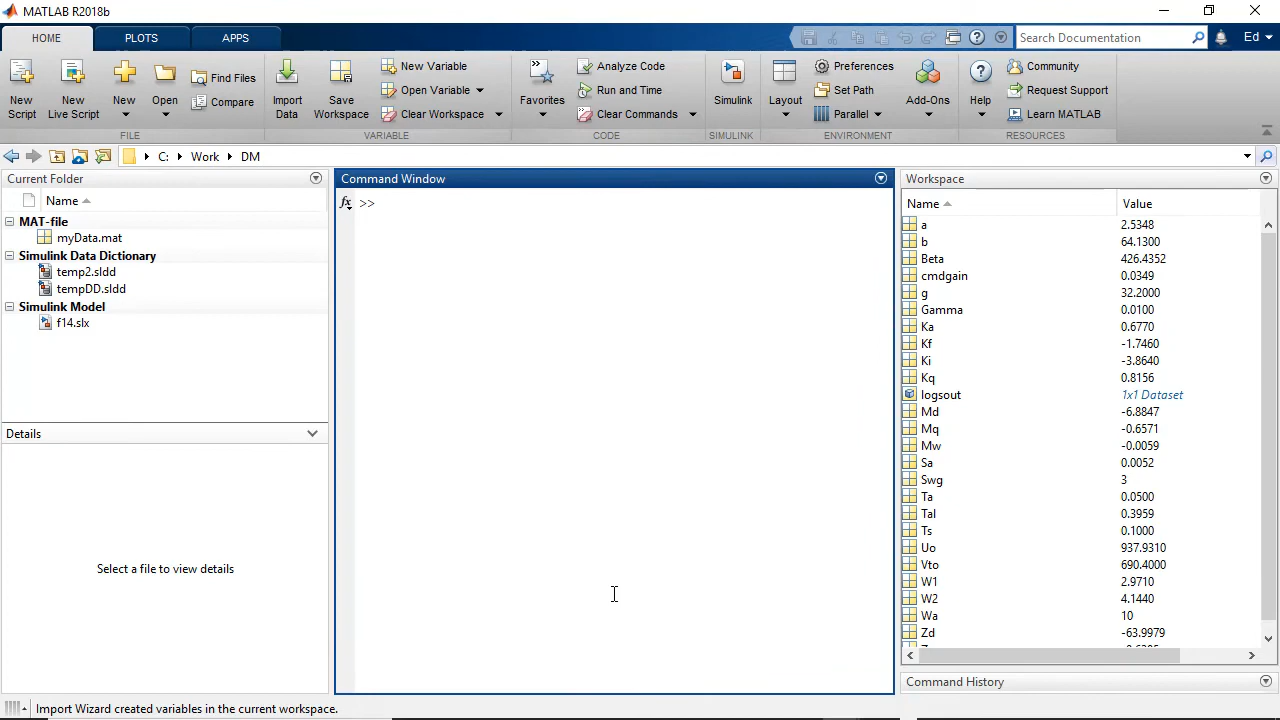 MATLAB R2018b
HOME
PLOTS
APPS
Search Documentation
Ed
New Script
New Live Script
New
Open
Find Files
Compare
FILE
Import Data
Save Workspace
New Variable
Open Variable
Clear Workspace
VARIABLE
Favorites
Analyze Code
Run and Time
Clear Commands
CODE
Simulink
SIMULINK
Layout
Preferences
Set Path
Parallel
Add-Ons
ENVIRONMENT
Help
Community
Request Support
Learn MATLAB
RESOURCES
C: Work DM
Current Folder
Name
MAT-file
myData.mat
Simulink Data Dictionary
temp2.sldd
tempDD.sldd
Simulink Model
f14.slx
Details
Select a file to view details
Command Window
fx >>
Workspace
Name Value
a 2.5348
b 64.1300
Beta 426.4352
cmdgain 0.0349
g 32.2000
Gamma 0.0100
Ka 0.6770
Kf -1.7460
Ki -3.8640
Kq 0.8156
logsout 1x1 Dataset
Md -6.8847
Mq -0.6571
Mw -0.0059
Sa 0.0052
Swg 3
Ta 0.0500
Tal 0.3959
Ts 0.1000
Uo 937.9310
Vto 690.4000
W1 2.9710
W2 4.1440
Wa 10
Zd -63.9979
Command History
Import Wizard created variables in the current workspace.